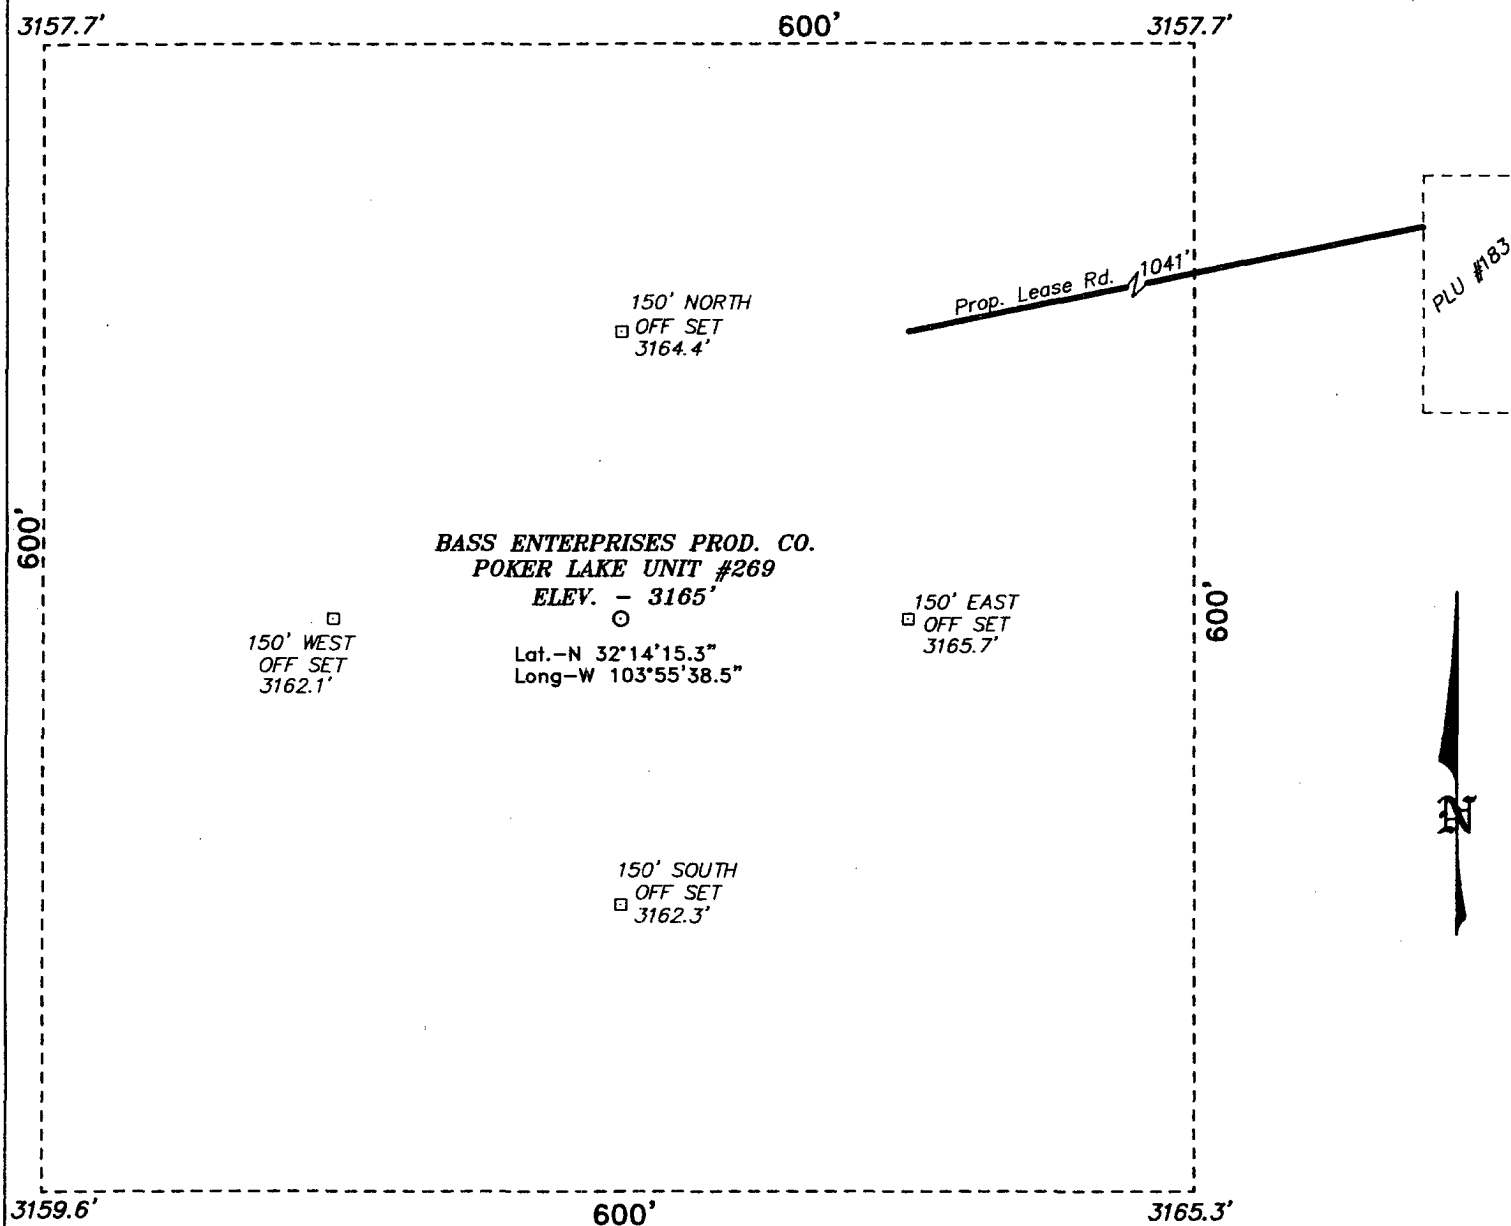 3157.7'
600'
3157.7'
Prop. Lease Rd. 1041'
PLU #183
150' NORTH
OFF SET
3164.4'
600'
BASS ENTERPRISES PROD. CO.
POKER LAKE UNIT #269
ELEV. - 3165'
Lat.-N 32°14'15.3"
Long-W 103°55'38.5"
150' WEST
OFF SET
3162.1'
150' EAST
OFF SET
3165.7'
600'
150' SOUTH
OFF SET
3162.3'
N
3159.6'
600'
3165.3'